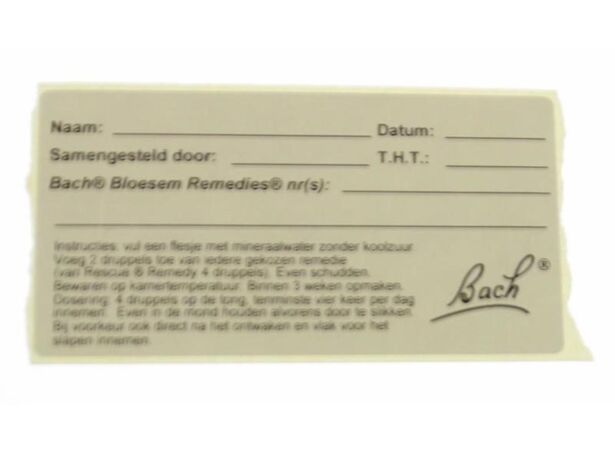 Naam: Datum:
Samengesteld door: T.H.T.:
Bach® Bloesem Remedies® nr(s):
Instructies: vul een flesje met mineraalwater zonder koolzuur.
Voeg 2 druppels toe van iedere gekozen remedie
(van Rescue ® Remedy 4 druppels). Even schudden.
Bewaren op kamertemperatuur. Binnen 3 weken opmaken.
Dosering: 4 druppels op de tong, tenminste vier keer per dag
innemen. Even in de mond houden alvorens door te slikken.
Bij voorkeur ook direct na het ontwaken en vlak voor het
slapen innemen.
Bach ®